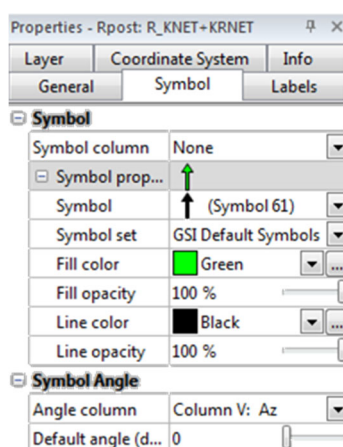 Properties - Rpost: R_KNET+KRNET
Layer Coordinate System Info
General Symbol Labels
Symbol
Symbol column None
Symbol prop...
Symbol (Symbol 61)
Symbol set GSI Default Symbols
Fill color Green ...
Fill opacity 100 %
Line color Black ...
Line opacity 100 %
Symbol Angle
Angle column Column V: Az
Default angle (d... 0